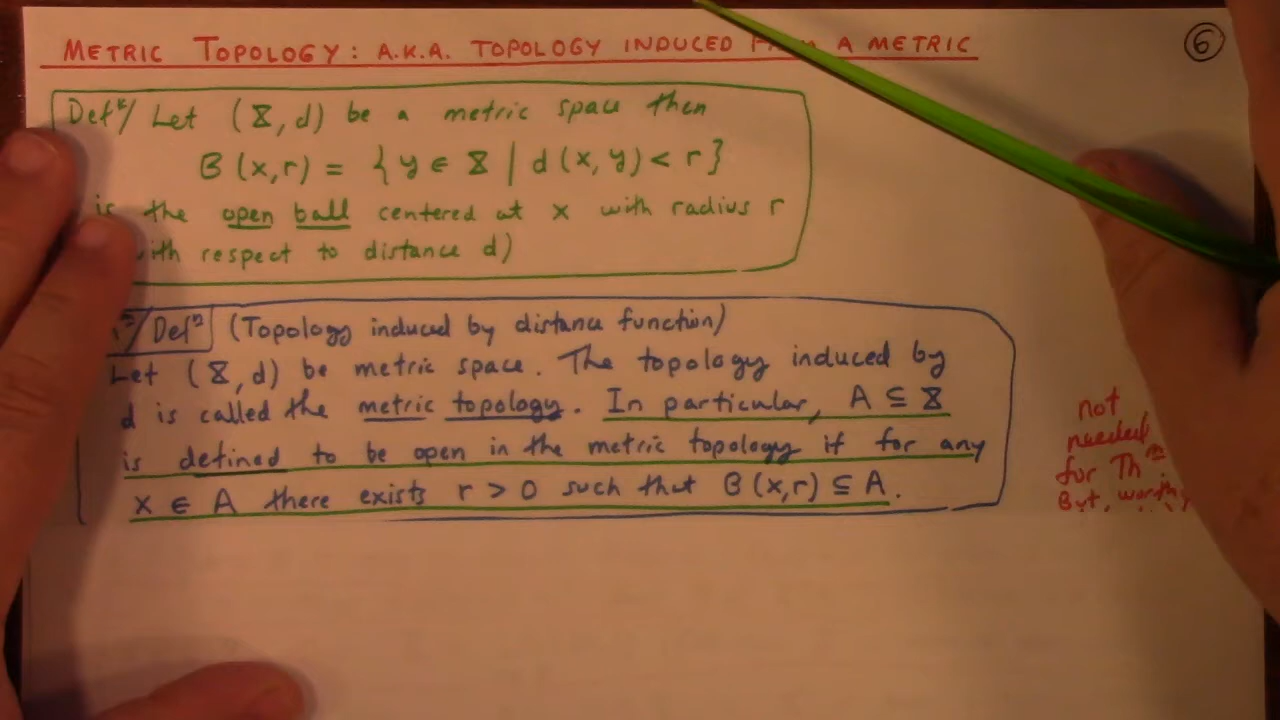 METRIC TOPOLOGY: A.K.A. TOPOLOGY INDUCED FROM A METRIC
6
Defⁿ/ Let (X, d) be a metric space then
B(x,r) = { y ∈ X | d(x,y) < r }
is the open ball centered at x with radius r
with respect to distance d)
Defⁿ (Topology induced by distance function)
Let (X, d) be metric space. The topology induced by
d is called the metric topology. In particular, A ⊆ X
is defined to be open in the metric topology if for any
x ∈ A there exists r > 0 such that B(x,r) ⊆ A.
not
needed
for Thᵐ
But,